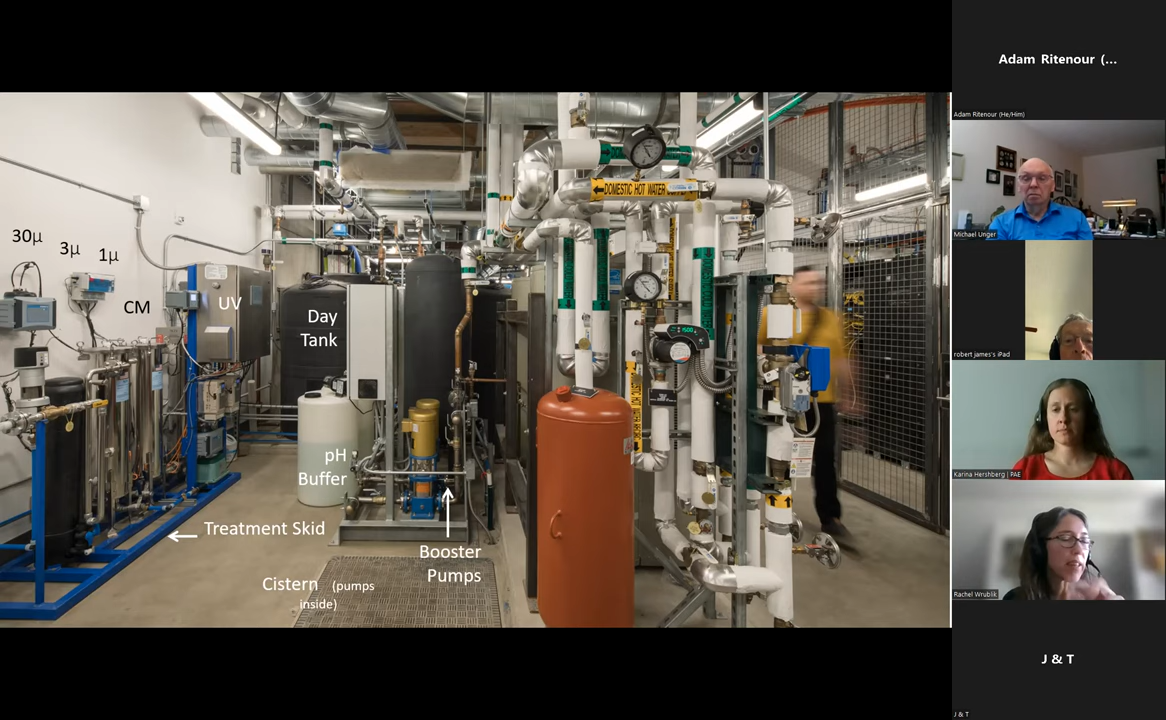 30µ
3µ
1µ
CM
UV
Day
Tank
pH
Buffer
Treatment Skid
Booster
Pumps
Cistern (pumps
inside)
DOMESTIC HOT WATER
Adam Ritenour (...
Adam Ritenour (He/Him)
Michael Unger
robert james's iPad
Karina Hershberg | PAE
Rachel Wrublik
J & T
J & T